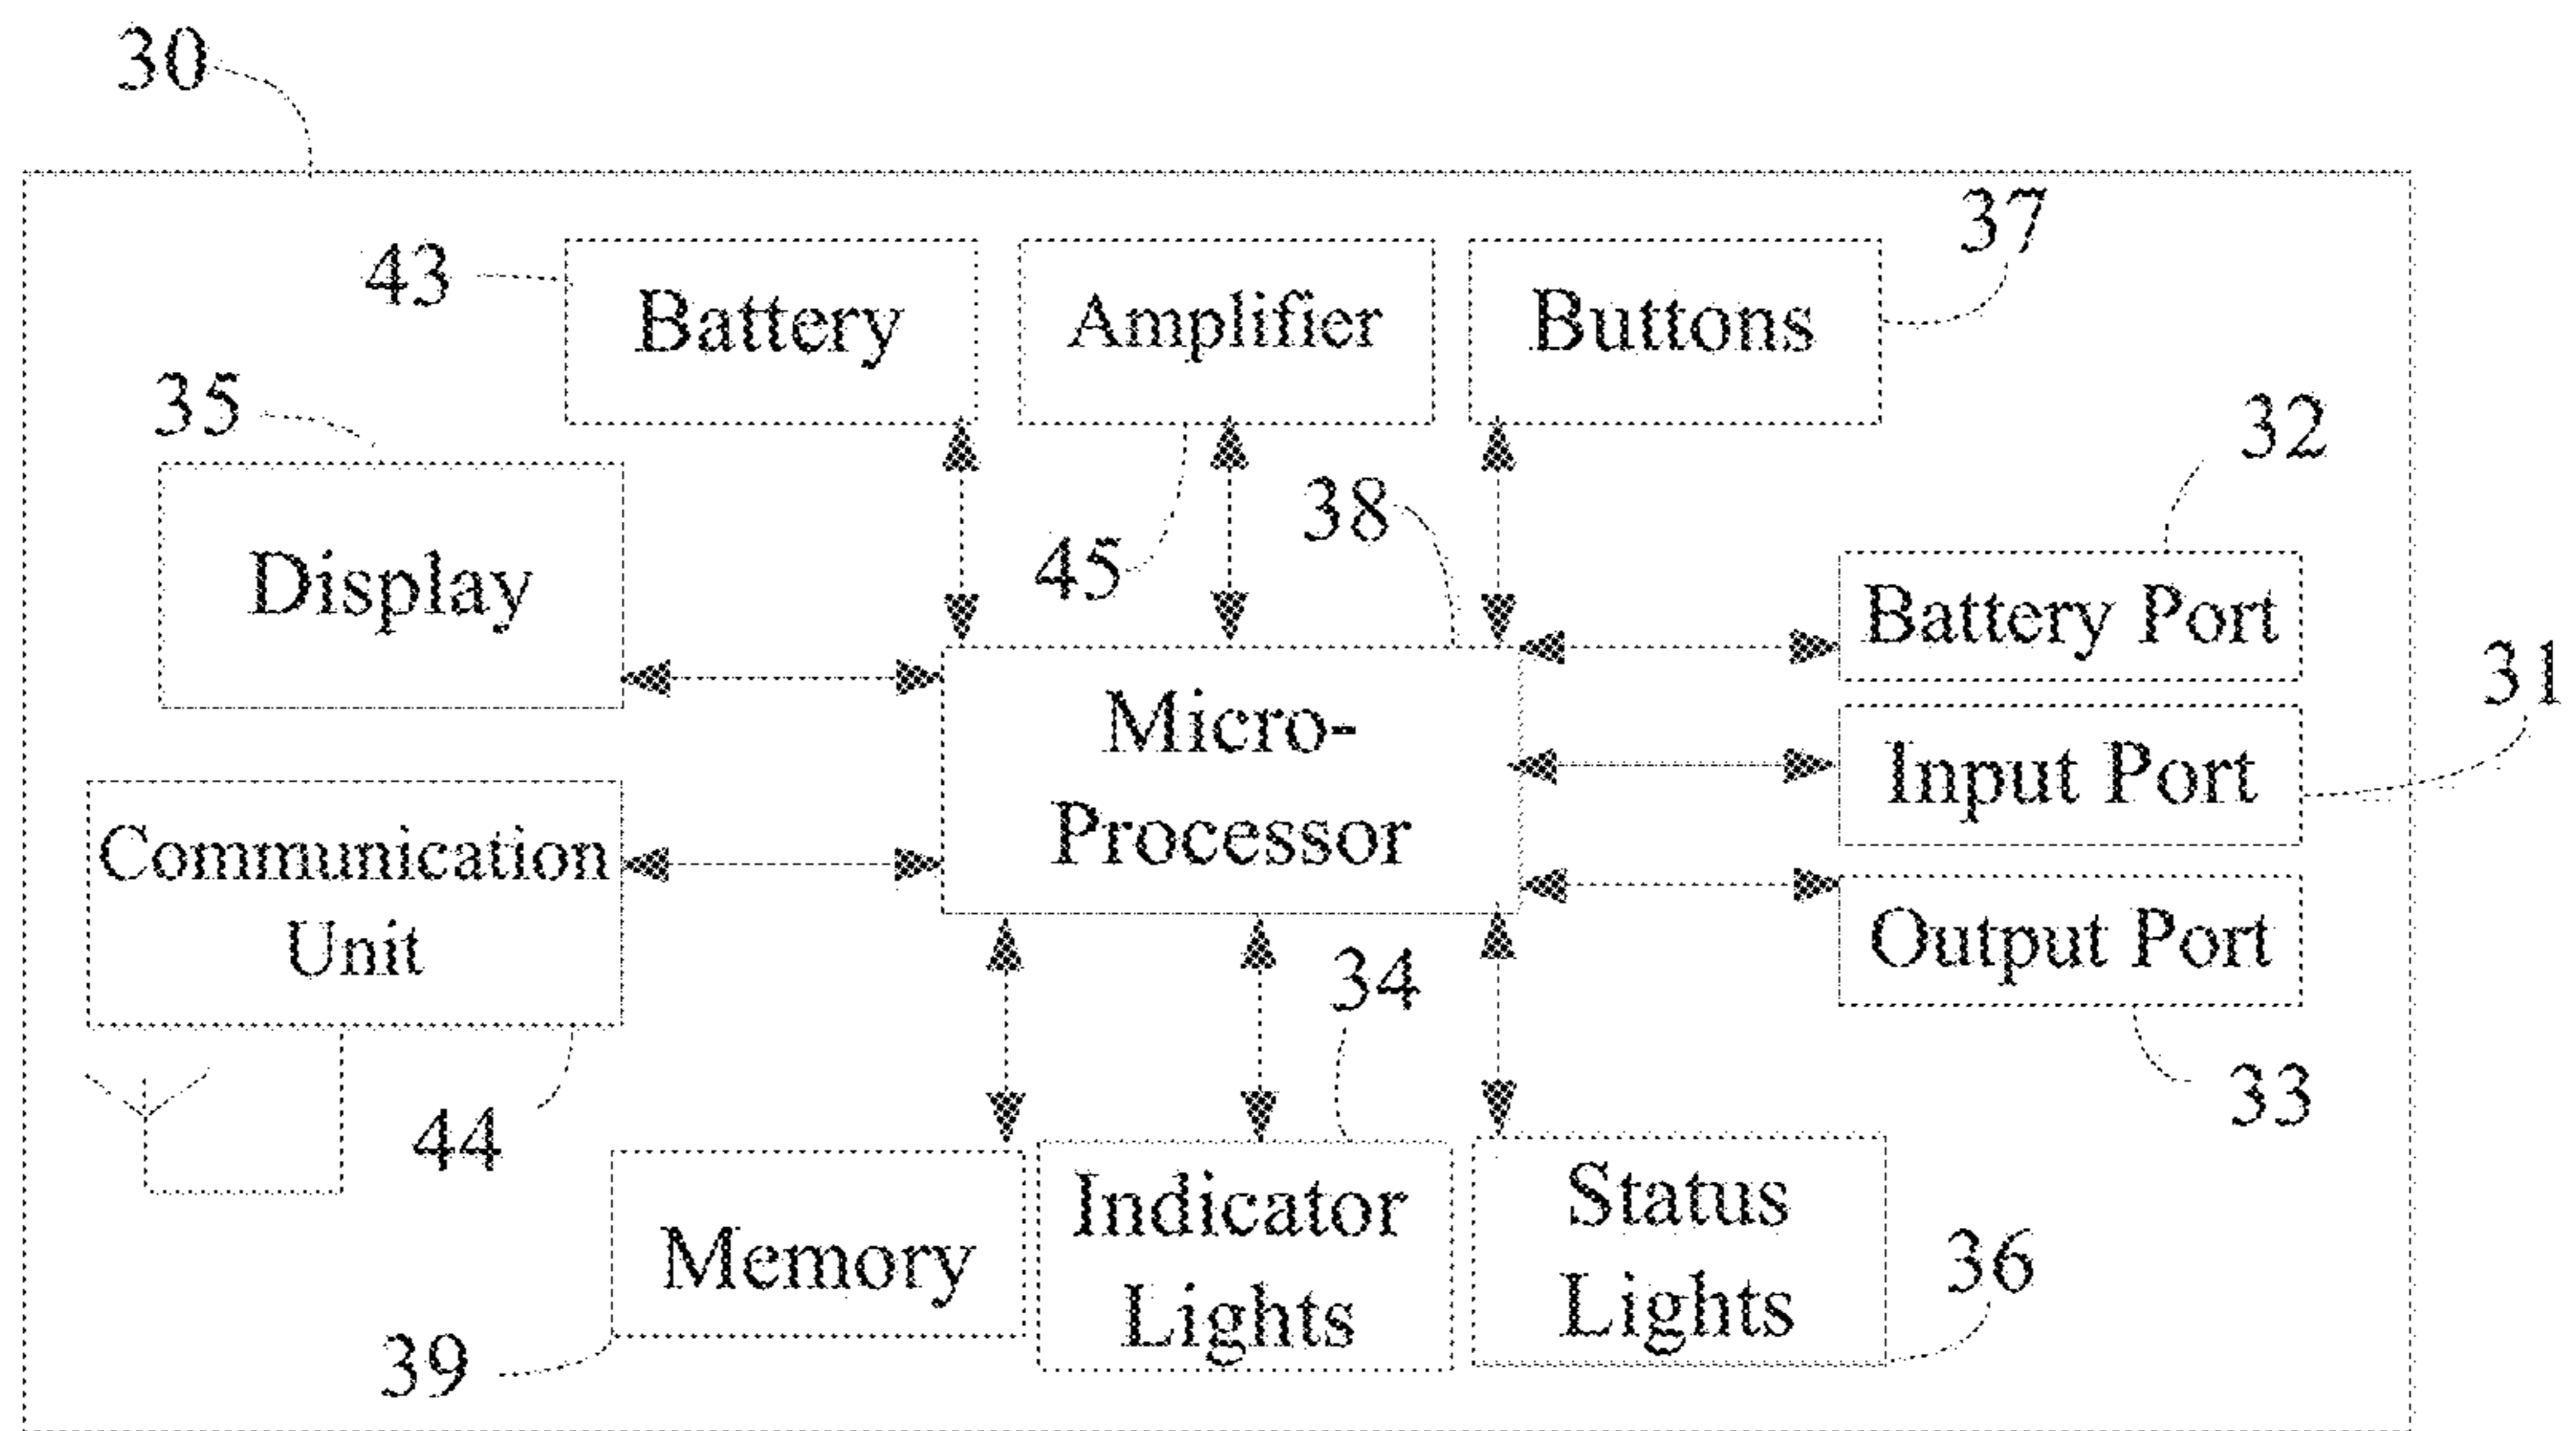 30
37
43
Battery
Amplifier
Buttons
35
32
38
45
Display
Battery Port
31
Micro-
Processor
Input Port
Communication
Unit
Output Port
34
44
33
Memory
Indicator
Lights
Status
Lights
36
39